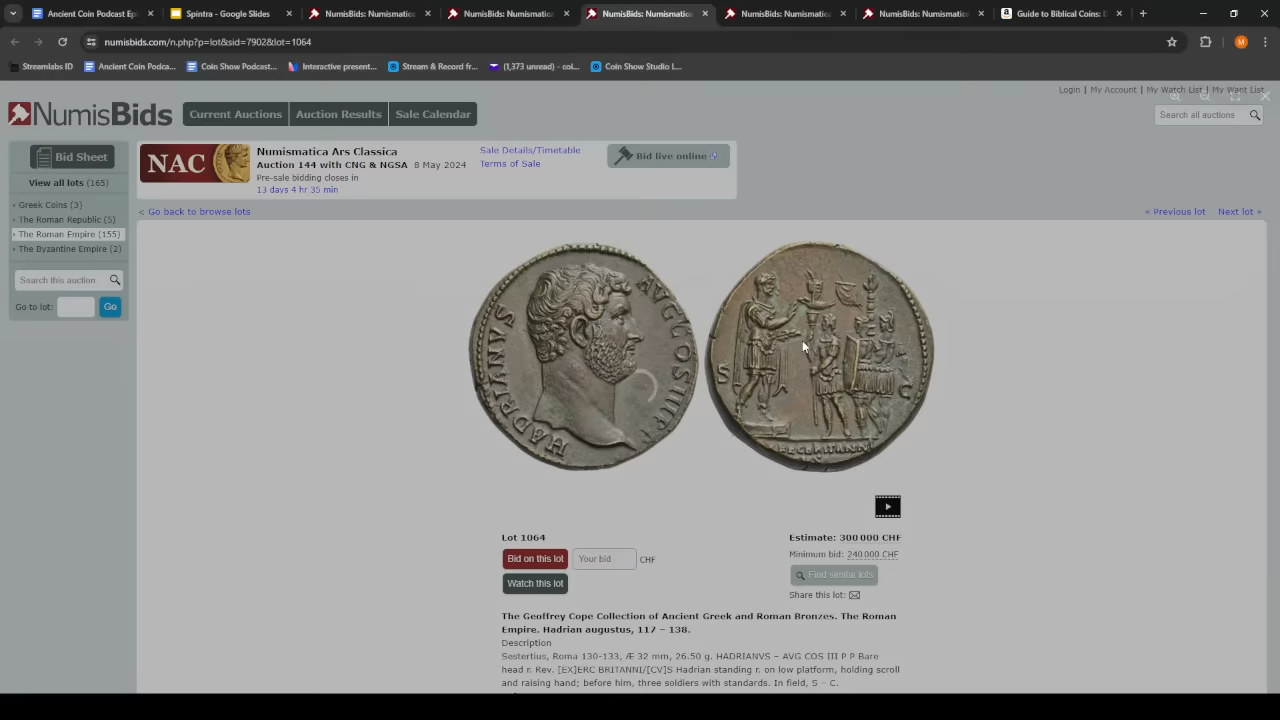 Ancient Coin Podcast Ep
Spintra - Google Slides
NumisBids: Numismatica
NumisBids: Numismatic
NumisBids: Numismatic
NumisBids: Numismatic
NumisBids: Numismatic
Guide to Biblical Coins: D
numisbids.com/n.php?p=lot&sid=7902&lot=1064
M
Streamlabs ID
Ancient Coin Podca...
Coin Show Podcast...
Interactive present...
Stream & Record fr...
(1,373 unread) - coi...
Coin Show Studio I...
Login | My Account | My Watch List | My Want List
NumisBids
Current Auctions
Auction Results
Sale Calendar
Search all auctions
Bid Sheet
View all lots (165)
Greek Coins (3)
The Roman Republic (5)
The Roman Empire (155)
The Byzantine Empire (2)
Search this auction
Go to lot:
Go
NAC
Numismatica Ars Classica
Auction 144 with CNG & NGSA 8 May 2024
Pre-sale bidding closes in
13 days 4 hr 35 min
Sale Details/Timetable
Terms of Sale
Bid live online
< Go back to browse lots
« Previous lot
Next lot »
HADRIANVS
AVG COS III P P
S C
Lot 1064
Bid on this lot
Your bid
CHF
Watch this lot
Estimate: 300 000 CHF
Minimum bid: 240 000 CHF
Find similar lots
Share this lot:
The Geoffrey Cope Collection of Ancient Greek and Roman Bronzes. The Roman
Empire. Hadrian augustus, 117 – 138.
Description
Sestertius, Roma 130-133, Æ 32 mm, 26.50 g. HADRIANVS – AVG COS III P P Bare
head r. Rev. [EX]ERC BRITANNI/[CV]S Hadrian standing r. on low platform, holding scroll
and raising hand; before him, three soldiers with standards. In field, S – C.